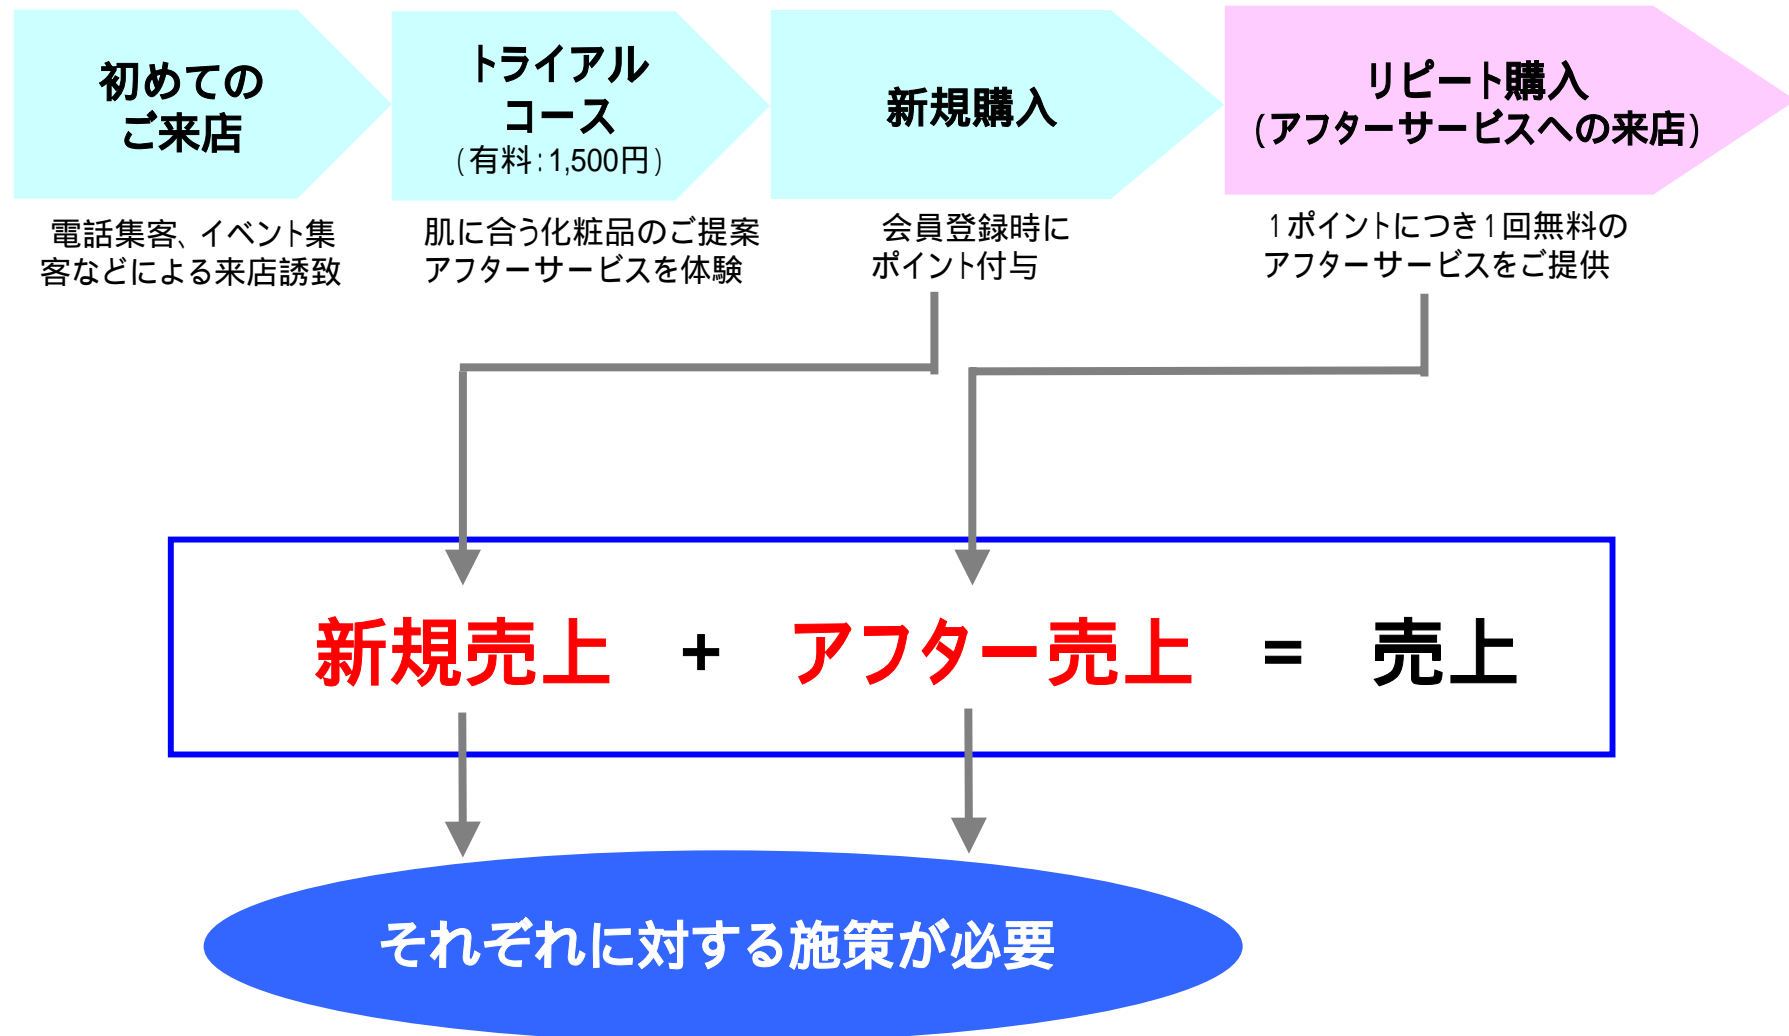 初めての
ご来店
トライアル
コース
(有料:1,500円)
新規購入
リピート購入
(アフターサービスへの来店)
電話集客、イベント集
客などによる来店誘致
肌に合う化粧品のご提案
アフターサービスを体験
会員登録時に
ポイント付与
1ポイントにつき1回無料の
アフターサービスをご提供
新規売上 + アフター売上 = 売上
それぞれに対する施策が必要